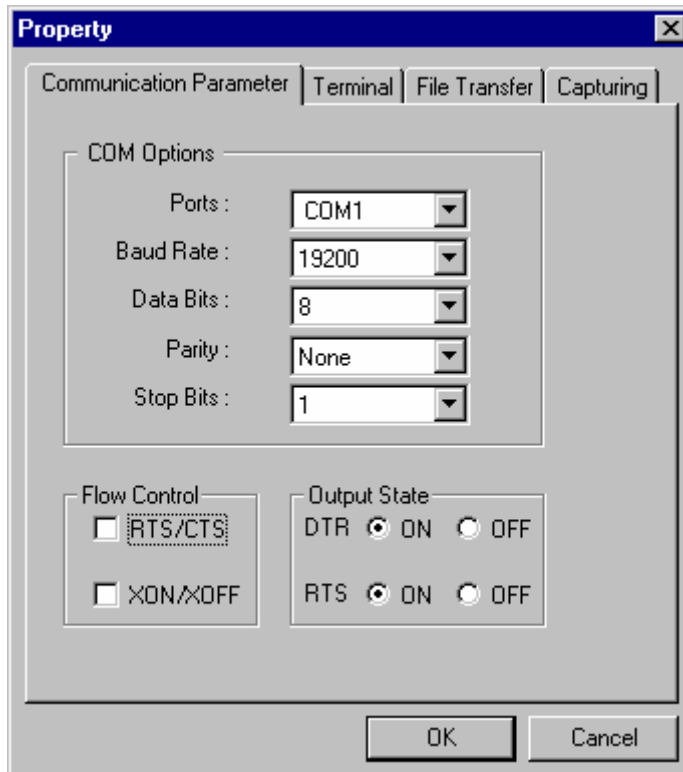 Property
Communication Parameter Terminal File Transfer Capturing
COM Options
Ports : COM1
Baud Rate : 19200
Data Bits : 8
Parity : None
Stop Bits : 1
Flow Control
RTS/CTS
XON/XOFF
Output State
DTR ON OFF
RTS ON OFF
OK Cancel